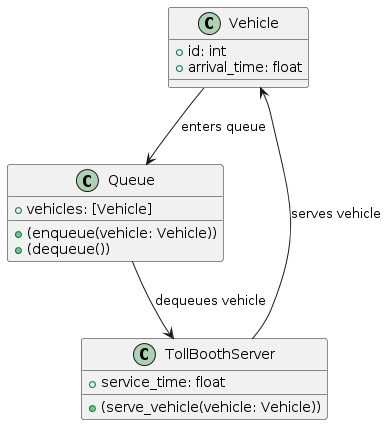 C Vehicle
+ id: int
+ arrival_time: float
enters queue
C Queue
+ vehicles: [Vehicle]
+ (enqueue(vehicle: Vehicle))
+ (dequeue())
serves vehicle
dequeues vehicle
C TollBoothServer
+ service_time: float
+ (serve_vehicle(vehicle: Vehicle))